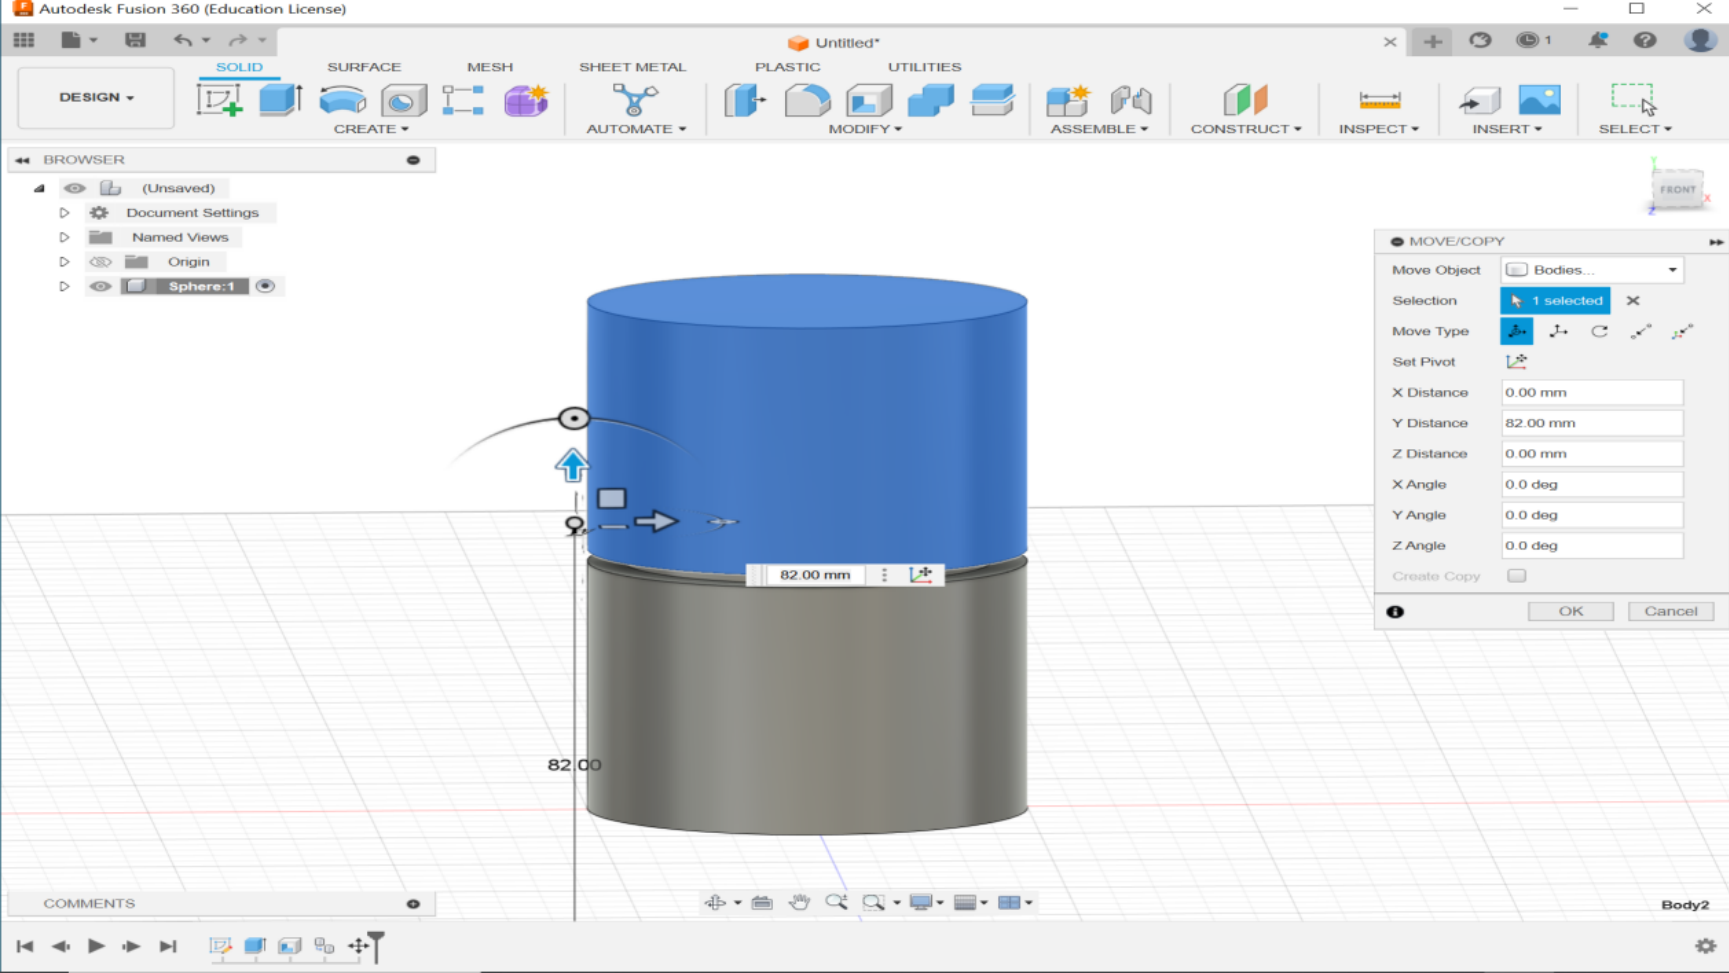 Autodesk Fusion 360 (Education License)
Untitled*
1
DESIGN
SOLID SURFACE MESH SHEET METAL PLASTIC UTILITIES
CREATE AUTOMATE MODIFY ASSEMBLE CONSTRUCT INSPECT INSERT SELECT
BROWSER
(Unsaved)
Document Settings
Named Views
Origin
Sphere:1
Y
FRONT
X
Z
MOVE/COPY
Move Object Bodies...
Selection 1 selected
Move Type
Set Pivot
X Distance 0.00 mm
Y Distance 82.00 mm
Z Distance 0.00 mm
X Angle 0.0 deg
Y Angle 0.0 deg
Z Angle 0.0 deg
Create Copy
OK Cancel
82.00 mm
82.00
COMMENTS
Body2